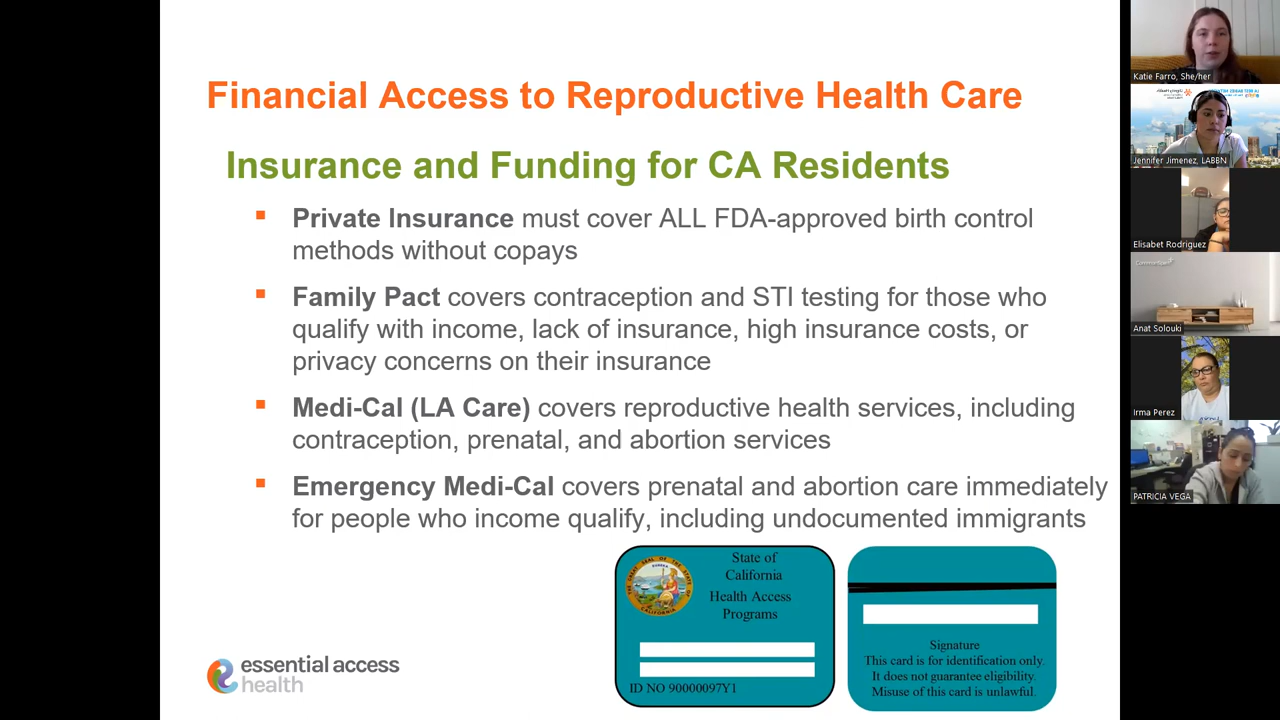 Financial Access to Reproductive Health Care
Insurance and Funding for CA Residents
Private Insurance must cover ALL FDA-approved birth control
methods without copays
Family Pact covers contraception and STI testing for those who
qualify with income, lack of insurance, high insurance costs, or
privacy concerns on their insurance
Medi-Cal (LA Care) covers reproductive health services, including
contraception, prenatal, and abortion services
Emergency Medi-Cal covers prenatal and abortion care immediately
for people who income qualify, including undocumented immigrants
State of
California
Health Access
Programs
ID NO 90000097Y1
Signature
This card is for identification only.
It does not guarantee eligibility.
Misuse of this card is unlawful.
essential access
health
Katie Farro, She/her
Jennifer Jimenez, LABBN
Elisabet Rodriguez
Anat Solouki
Irma Perez
PATRICIA VEGA